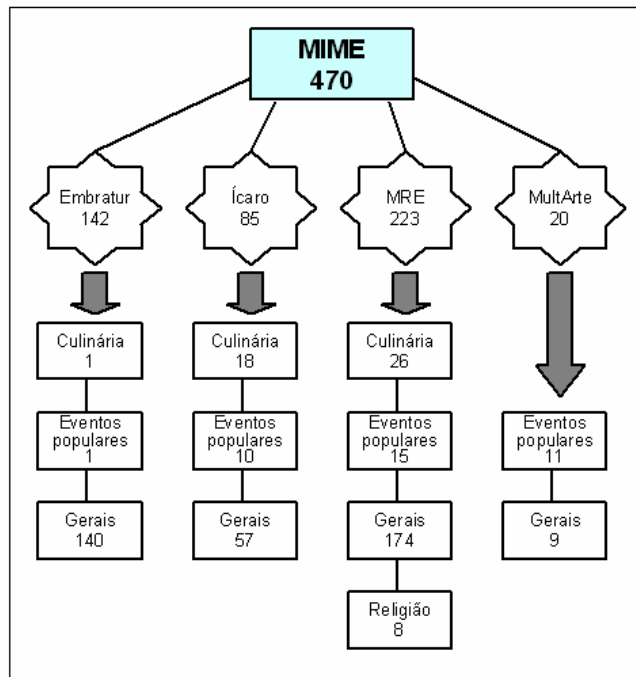 MIME
470
Embratur
142
Ícaro
85
MRE
223
MultArte
20
Culinária
1
Culinária
18
Culinária
26
Eventos
populares
1
Eventos
populares
10
Eventos
populares
15
Eventos
populares
11
Gerais
140
Gerais
57
Gerais
174
Gerais
9
Religião
8